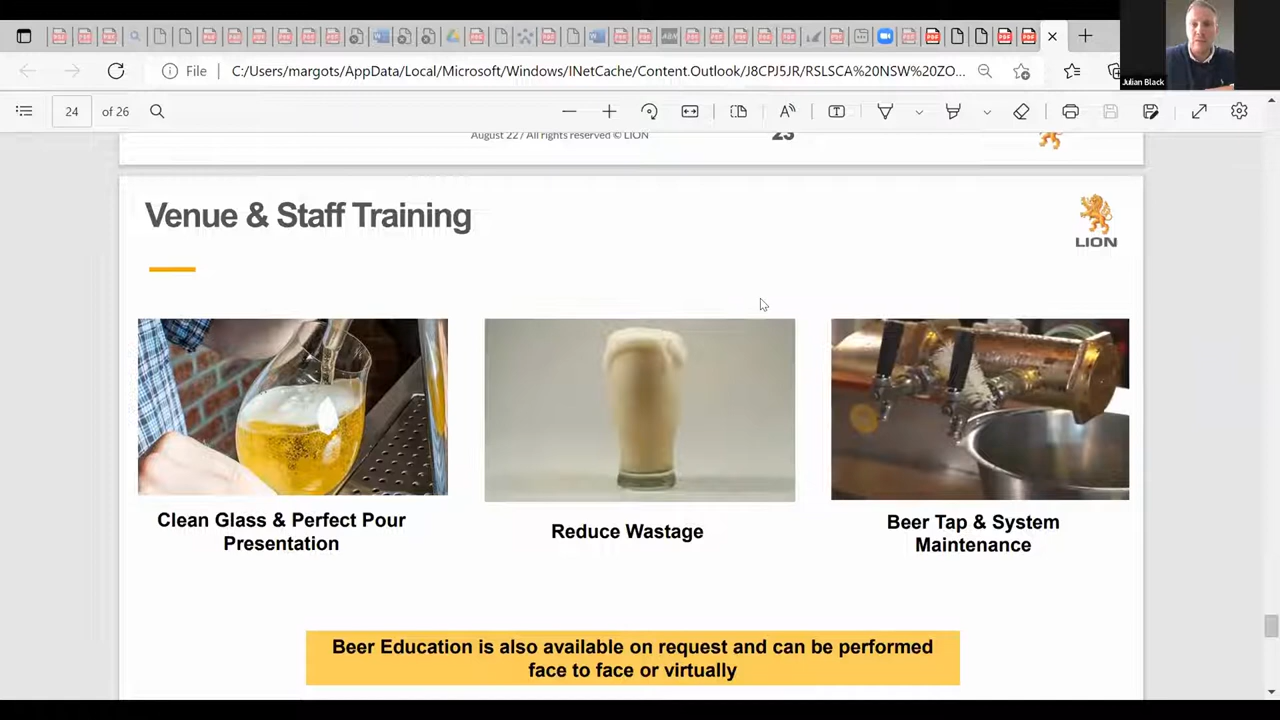 Julian Black
File
C:/Users/margots/AppData/Local/Microsoft/Windows/INetCache/Content.Outlook/J8CPJ5JR/RSLSCA%20NSW%20ZO...
24 of 26
August 22 / All rights reserved © LION 23
Venue & Staff Training
LION
Clean Glass & Perfect Pour
Presentation
Reduce Wastage
Beer Tap & System
Maintenance
Beer Education is also available on request and can be performed
face to face or virtually